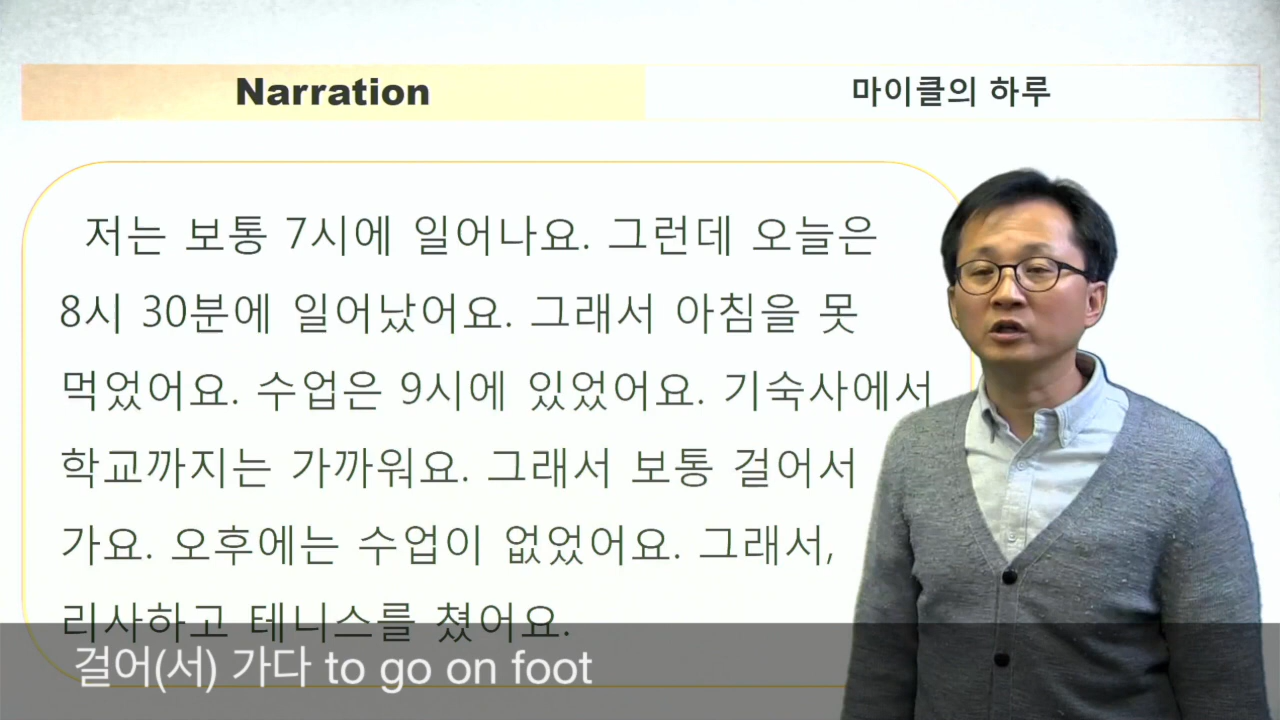 Narration
마이클의 하루
저는 보통 7시에 일어나요. 그런데 오늘은
8시 30분에 일어났어요. 그래서 아침을 못
먹었어요. 수업은 9시에 있었어요. 기숙사에서
학교까지는 가까워요. 그래서 보통 걸어서
가요. 오후에는 수업이 없었어요. 그래서,
리사하고 테니스를 쳤어요.
걸어(서) 가다 to go on foot